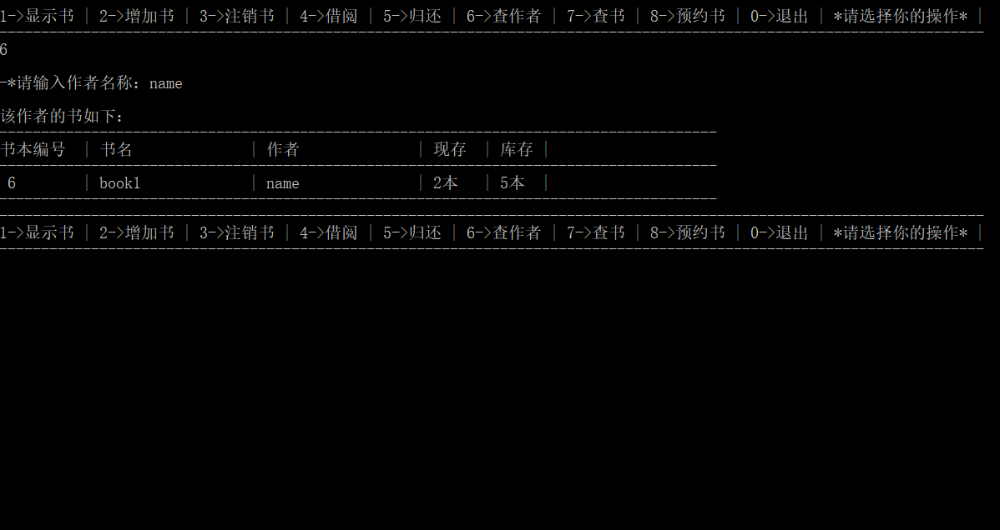 1->显示书 | 2->增加书 | 3->注销书 | 4->借阅 | 5->归还 | 6->查作者 | 7->查书 | 8->预约书 | 0->退出 | *请选择你的操作* |
6
-*请输入作者名称: name
该作者的书如下:
书本编号 | 书名 | 作者 | 现存 | 库存 |
6 | book1 | name | 2本 | 5本 |
1->显示书 | 2->增加书 | 3->注销书 | 4->借阅 | 5->归还 | 6->查作者 | 7->查书 | 8->预约书 | 0->退出 | *请选择你的操作* |